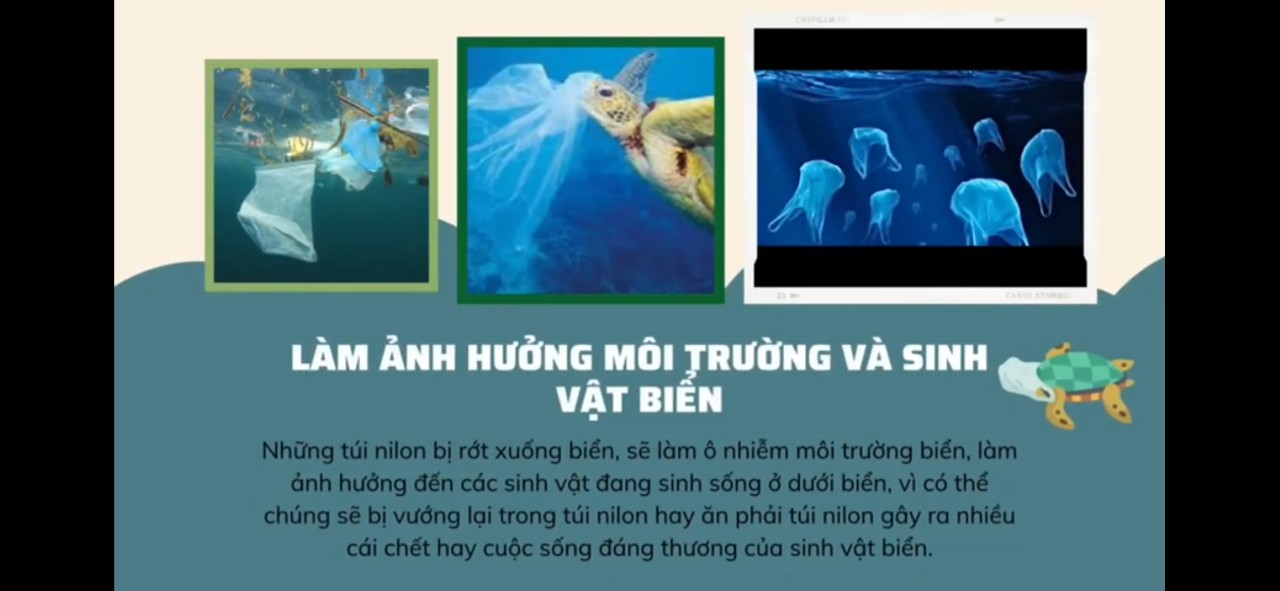 LÀM ẢNH HƯỞNG MÔI TRƯỜNG VÀ SINH
VẬT BIỂN
Những túi nilon bị rớt xuống biển, sẽ làm ô nhiễm môi trường biển, làm
ảnh hưởng đến các sinh vật đang sinh sống ở dưới biển, vì có thể
chúng sẽ bị vướng lại trong túi nilon hay ăn phải túi nilon gây ra nhiều
cái chết hay cuộc sống đáng thương của sinh vật biển.